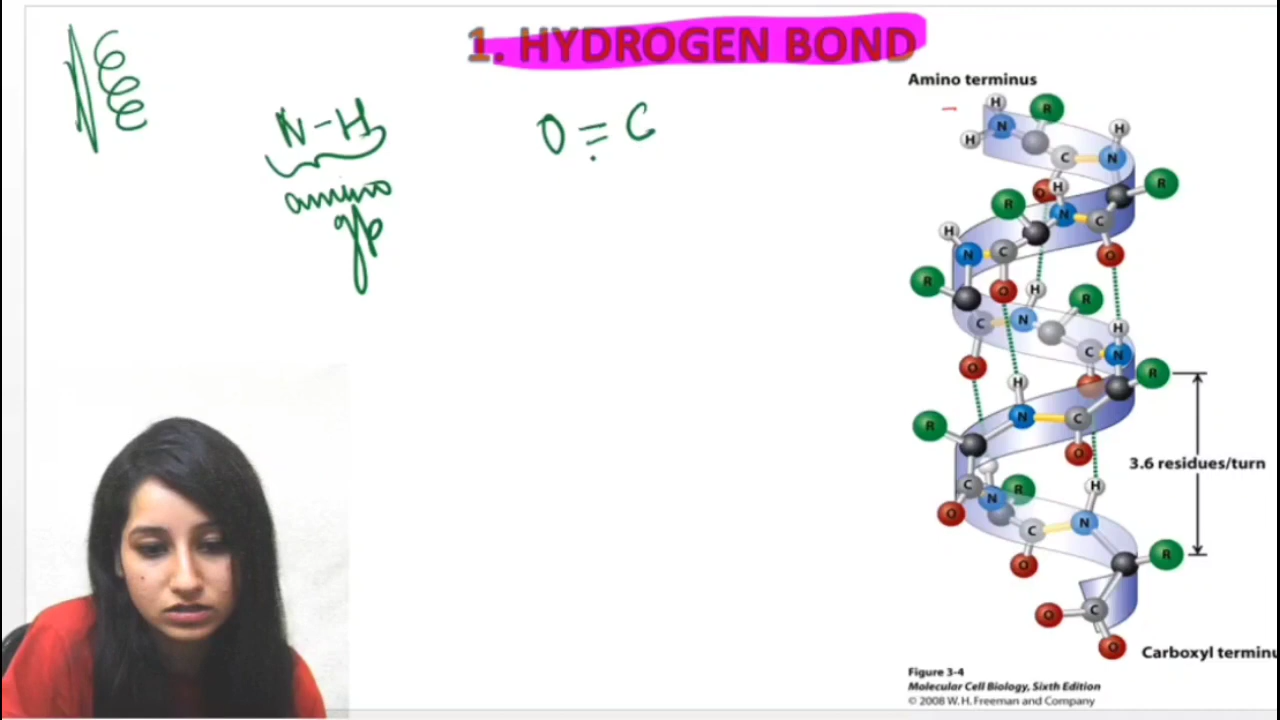 1. HYDROGEN BOND
N-H
amino
gp
O = C
Amino terminus
H
R
N
H
H
C
N
O
H
R
R
N
C
H
N
C
O
R
O
H
R
C
N
H
O
C
N
O
R
H
N
C
R
O
3.6 residues/turn
C
N
R
H
O
C
N
O
R
O
C
O
Carboxyl terminu
Figure 3-4
Molecular Cell Biology, Sixth Edition
© 2008 W. H. Freeman and Company